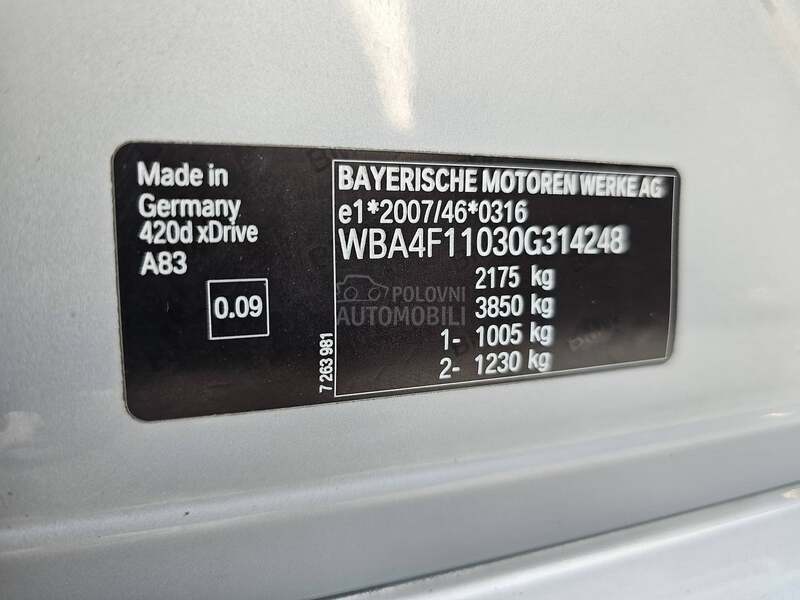 Made in
Germany
420d xDrive
A83
0.09
7 263 981
BAYERISCHE MOTOREN WERKE AG
e1*2007/46*0316
WBA4F11030G314248
2175 kg
3850 kg
1- 1005 kg
2- 1230 kg
POLOVNI
AUTOMOBILI